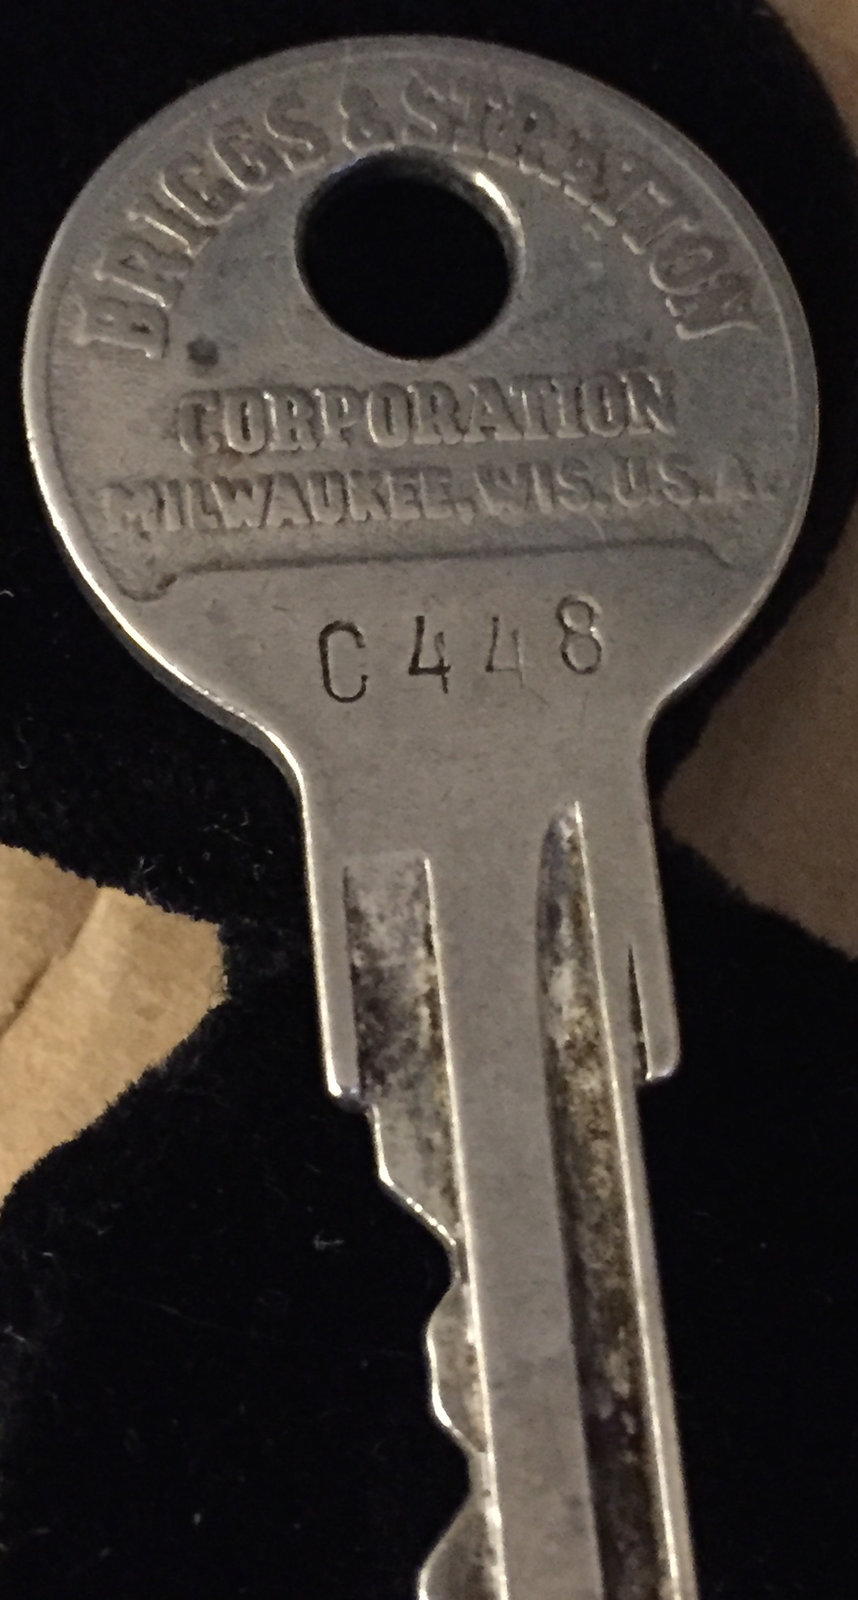 BRIGGS & STRATTON
CORPORATION
MILWAUKEE, WIS. U.S.A.
C448